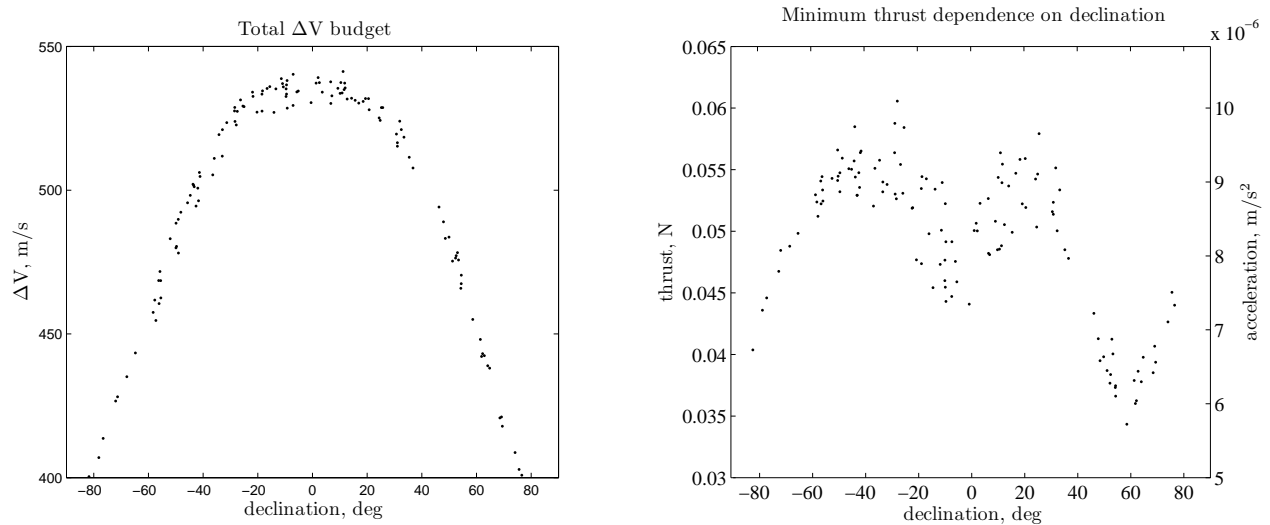 Total ΔV budget
550
500
450
400
ΔV, m/s
−80 −60 −40 −20 0 20 40 60 80
declination, deg
Minimum thrust dependence on declination
x 10⁻⁶
0.065
0.06
0.055
0.05
0.045
0.04
0.035
0.03
thrust, N
10
9
8
7
6
5
acceleration, m/s²
−80 −60 −40 −20 0 20 40 60 80
declination, deg